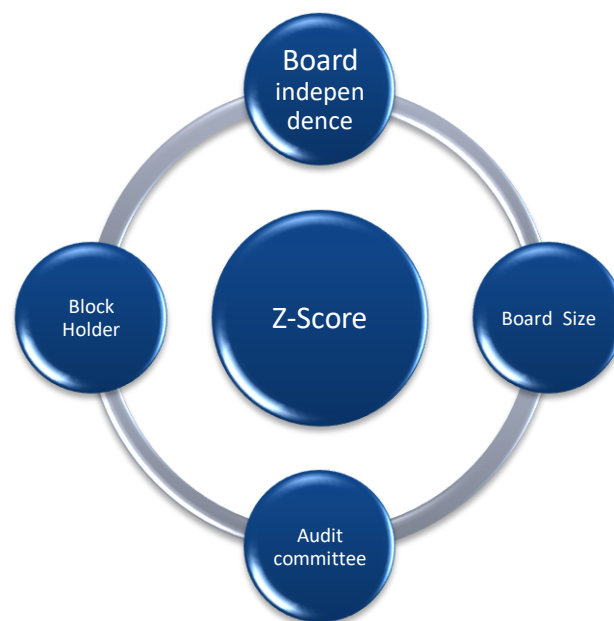 Board
indepen
dence
Block
Holder
Z-Score
Board  Size
Audit
committee